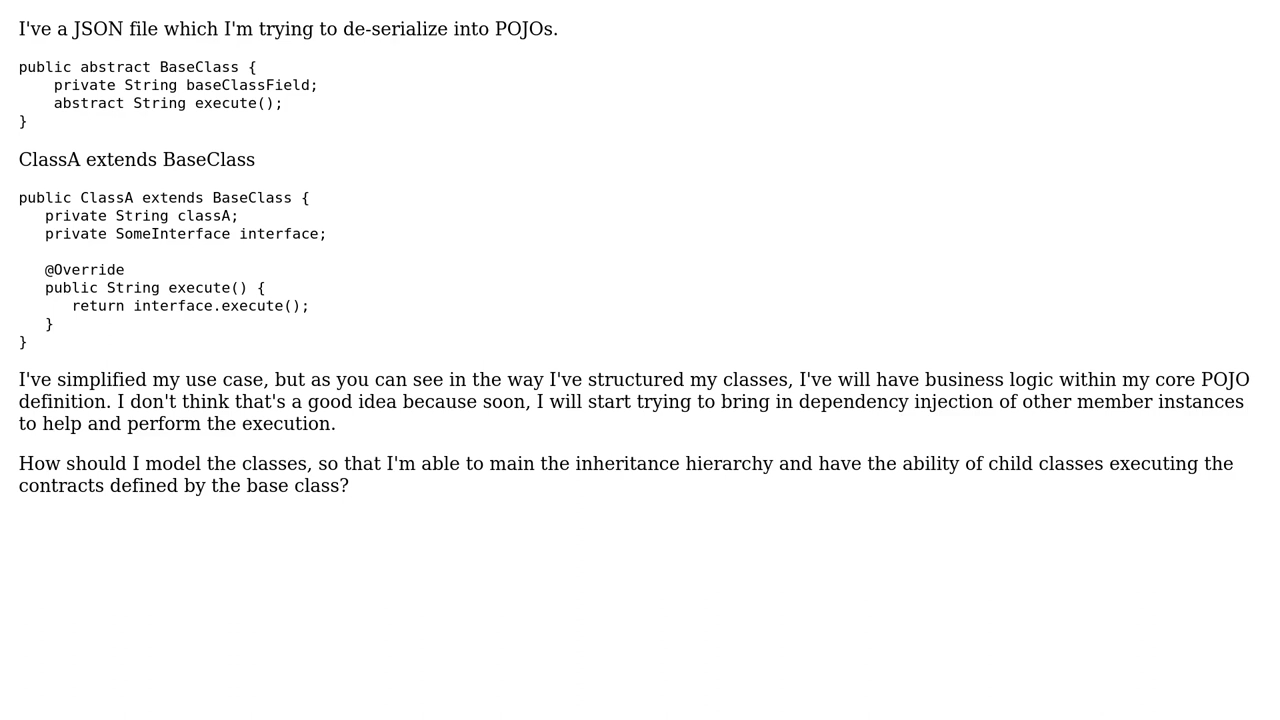 I've a JSON file which I'm trying to de-serialize into POJOs.
public abstract BaseClass {
    private String baseClassField;
    abstract String execute();
}
ClassA extends BaseClass
public ClassA extends BaseClass {
   private String classA;
   private SomeInterface interface;

   @Override
   public String execute() {
      return interface.execute();
   }
}
I've simplified my use case, but as you can see in the way I've structured my classes, I've will have business logic within my core POJO
definition. I don't think that's a good idea because soon, I will start trying to bring in dependency injection of other member instances
to help and perform the execution.
How should I model the classes, so that I'm able to main the inheritance hierarchy and have the ability of child classes executing the
contracts defined by the base class?